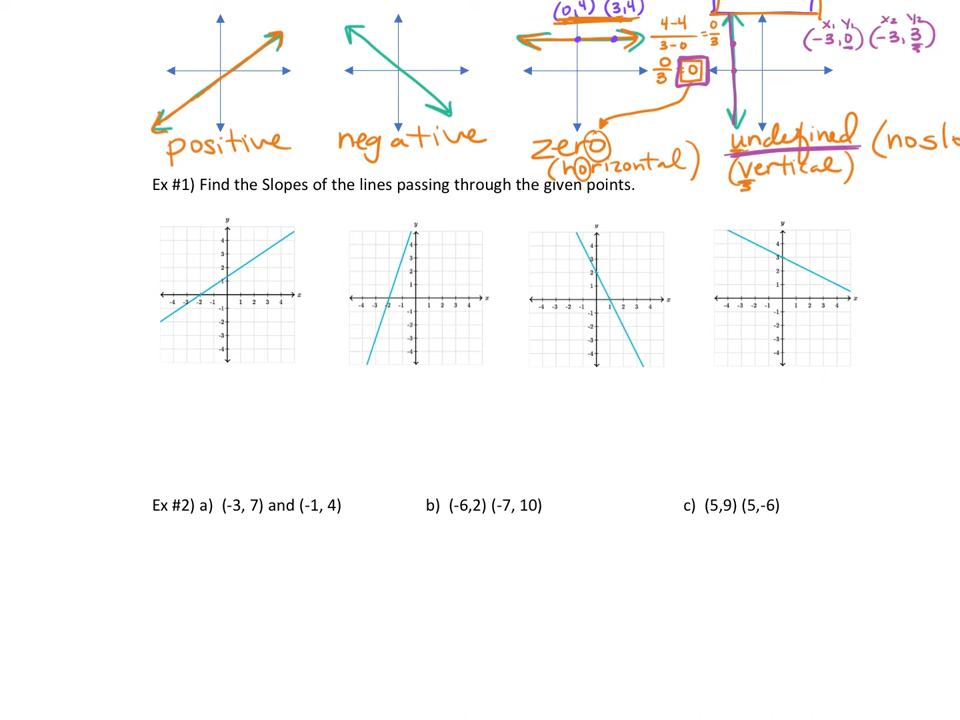 (0,4) (3,4)
4-4
3-0
= 0
3
0
3
= 0
x1 y1 x2 y2
(-3,0) (-3,3)
positive
negative
zero
(horizontal)
undefined
(vertical)
Ex #1) Find the Slopes of the lines passing through the given points.
Ex #2) a) (-3, 7) and (-1, 4)
b) (-6,2) (-7, 10)
c) (5,9) (5,-6)